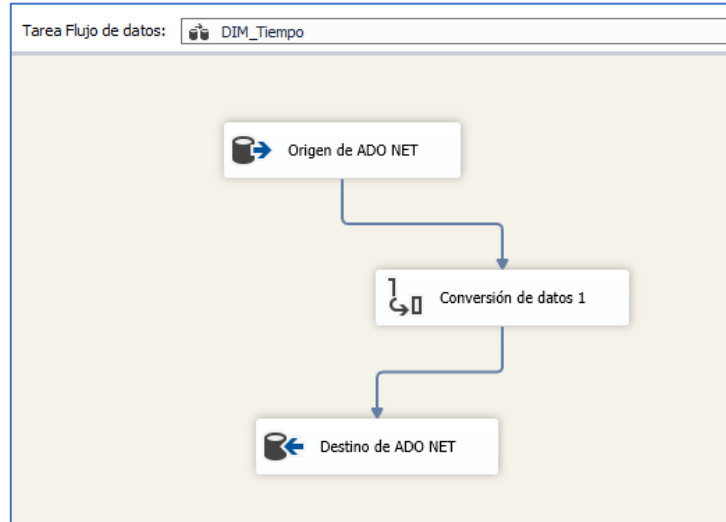 Tarea Flujo de datos: DIM_Tiempo
Origen de ADO NET
Conversión de datos 1
Destino de ADO NET